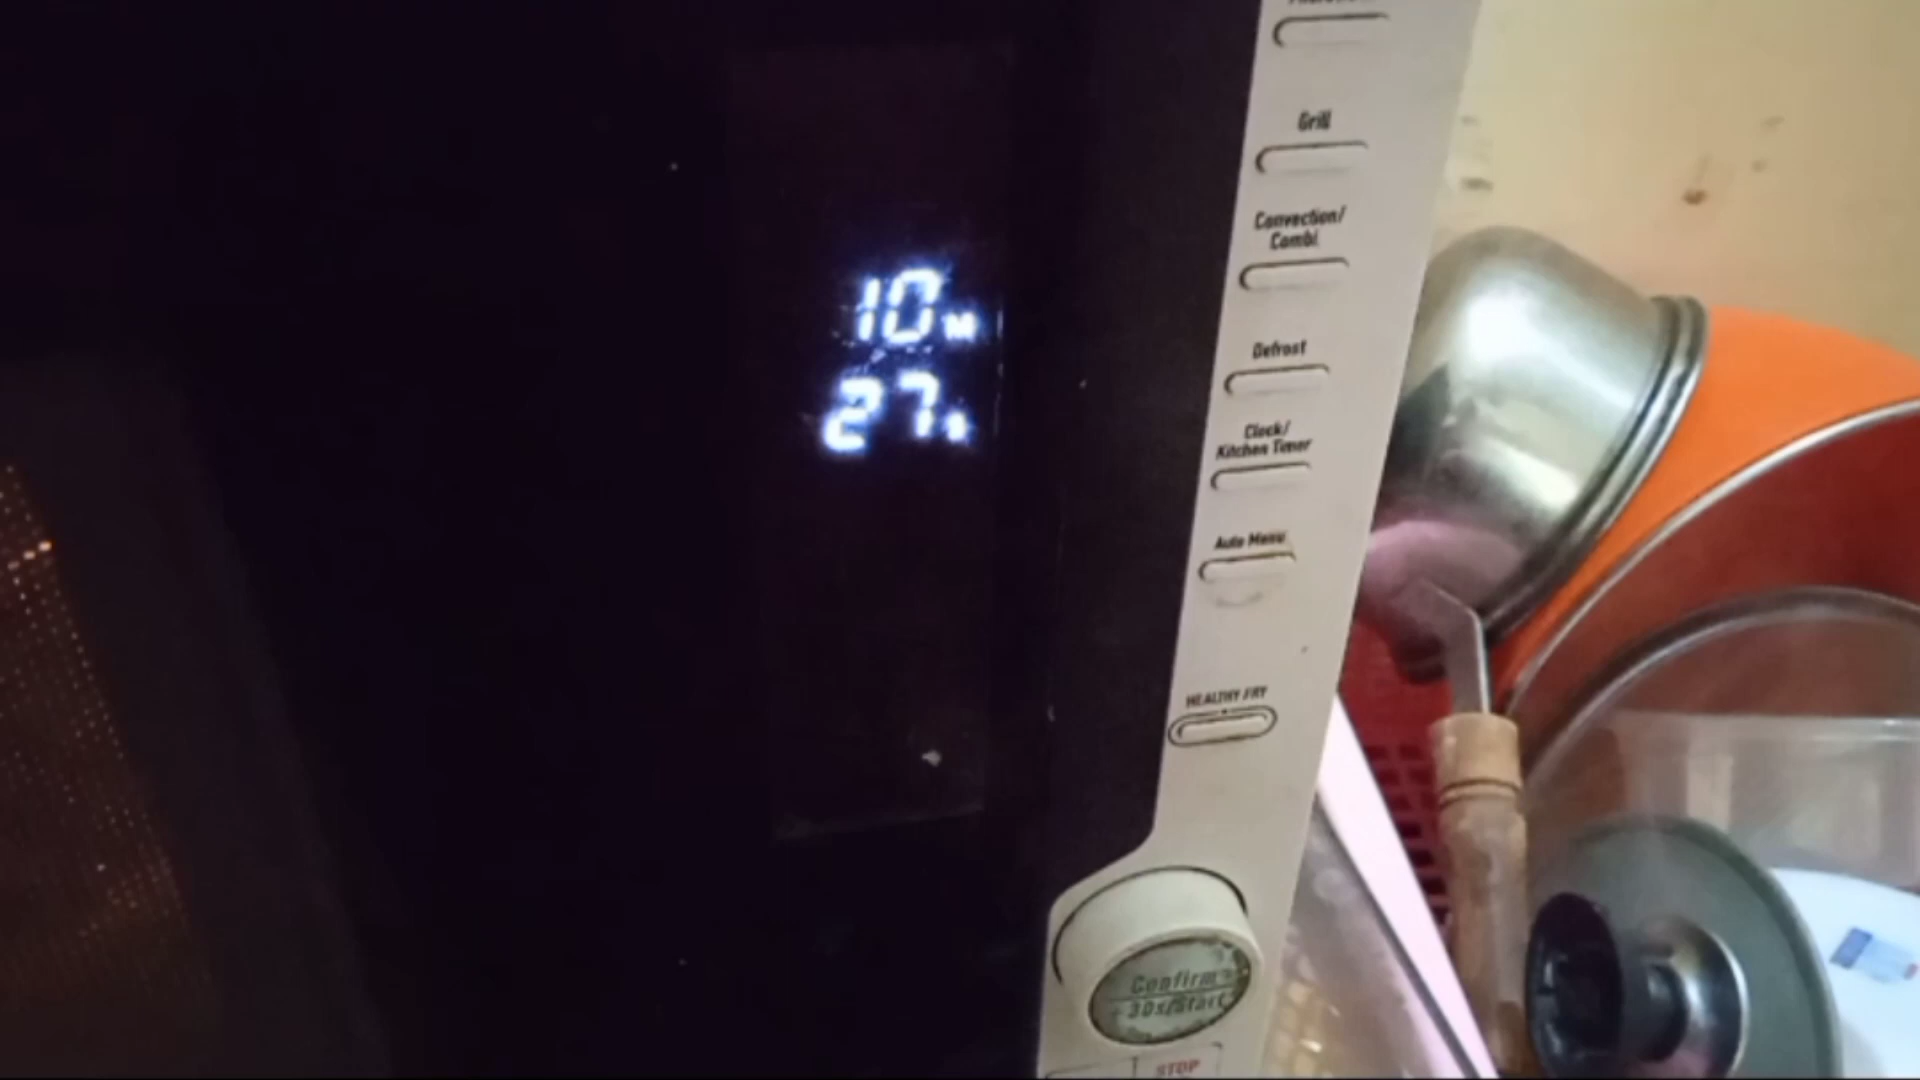 10M
27s
Grill
Convection/
Combi
Defrost
Clock/
Kitchen Timer
Auto Menu
HEALTHY FRY
Confirm
+30s/Start
STOP